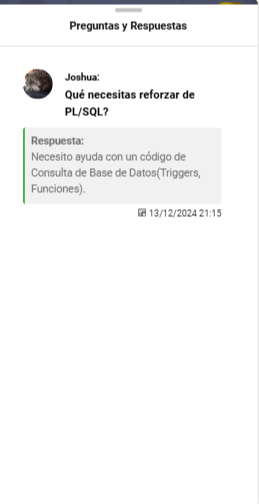 Preguntas y Respuestas
Joshua:
Qué necesitas reforzar de
PL/SQL?
Respuesta:
Necesito ayuda con un código de
Consulta de Base de Datos(Triggers,
Funciones).
13/12/2024 21:15